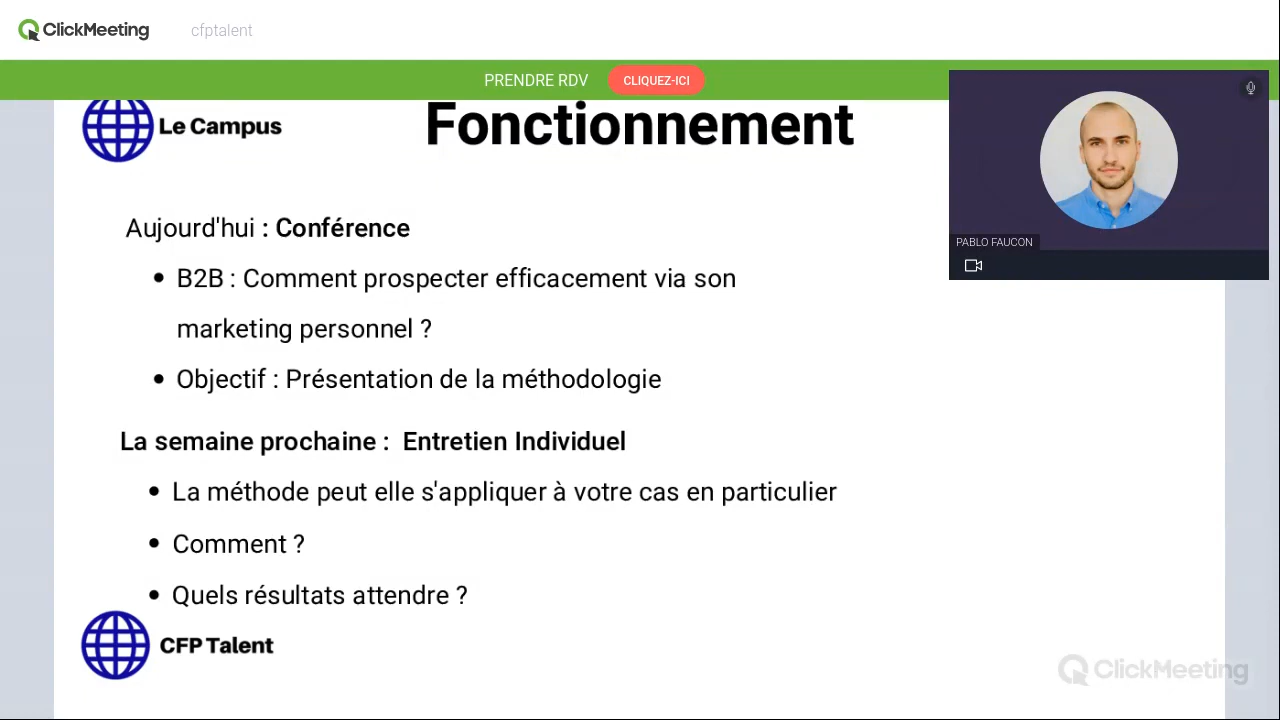 ClickMeeting cfptalent
PRENDRE RDV CLIQUEZ-ICI
Le Campus
Fonctionnement
PABLO FAUCON
Aujourd'hui : Conférence
• B2B : Comment prospecter efficacement via son
marketing personnel ?
• Objectif : Présentation de la méthodologie
La semaine prochaine : Entretien Individuel
• La méthode peut elle s'appliquer à votre cas en particulier
• Comment ?
• Quels résultats attendre ?
CFP Talent
ClickMeeting